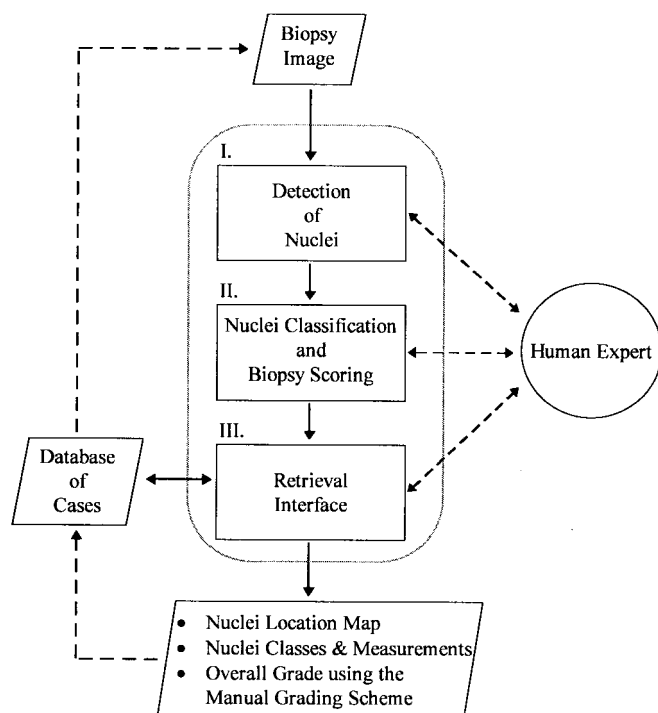 Biopsy
Image
I.
Detection
of
Nuclei
II.
Nuclei Classification
and
Biopsy Scoring
Human Expert
III.
Retrieval
Interface
Database
of
Cases
• Nuclei Location Map
• Nuclei Classes & Measurements
• Overall Grade using the
Manual Grading Scheme